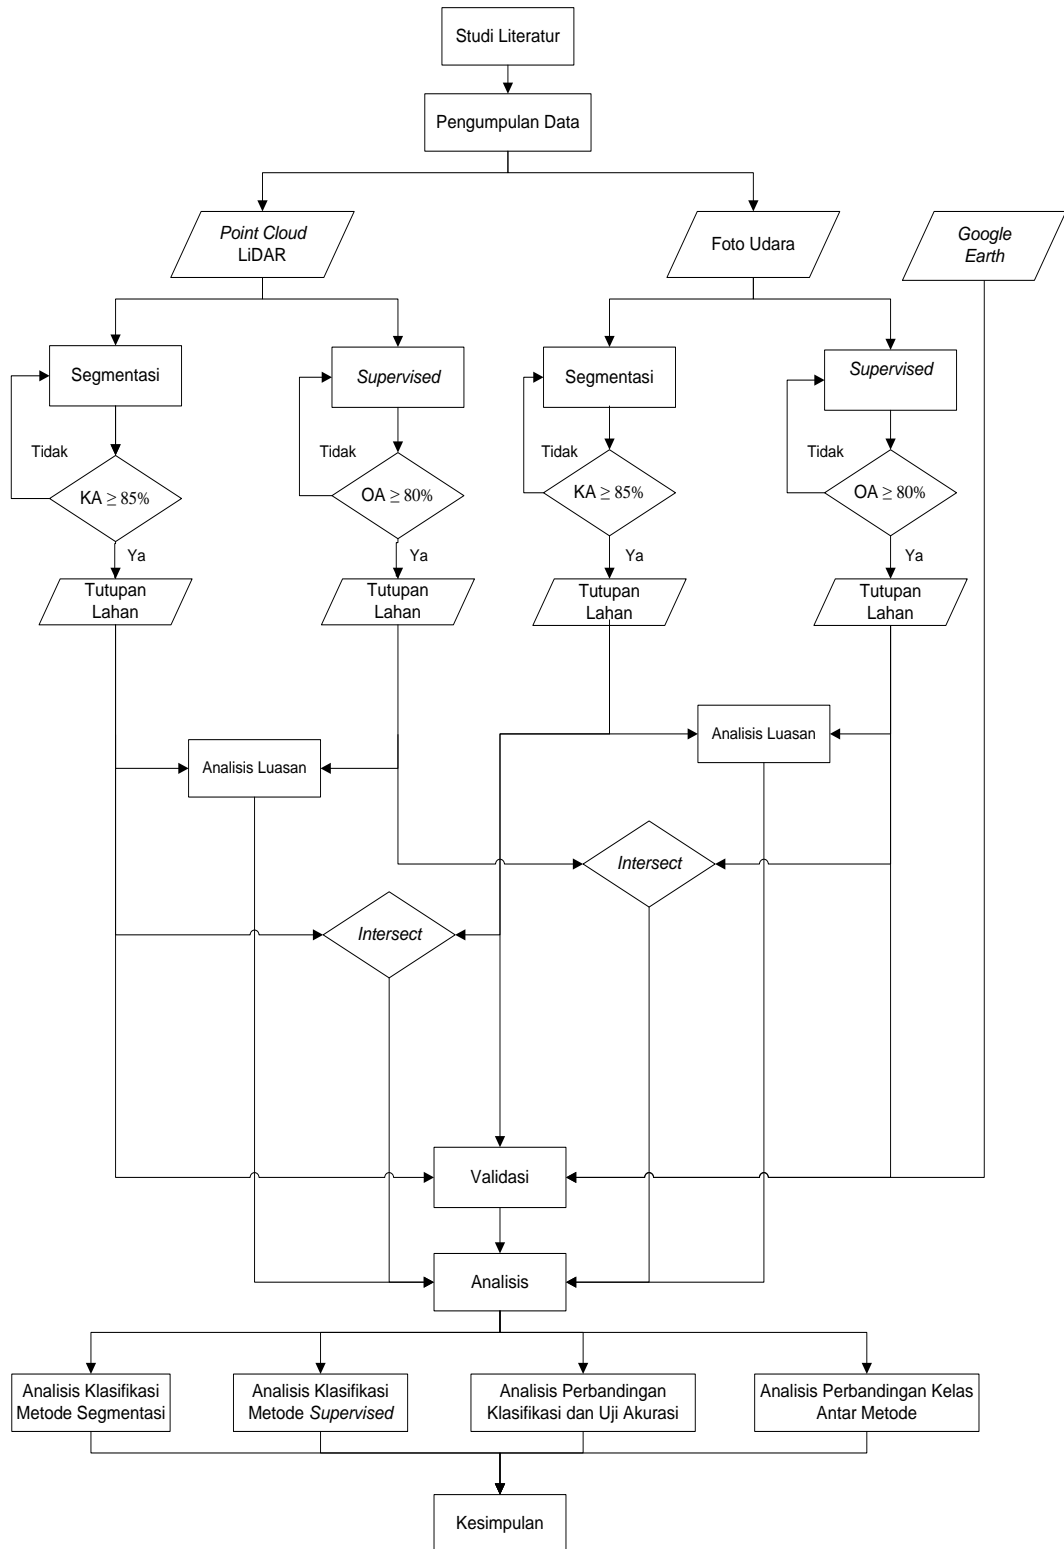 Studi Literatur
Pengumpulan Data
Point Cloud
LiDAR
Foto Udara
Google
Earth
Segmentasi
Supervised
Segmentasi
Supervised
Tidak
Tidak
Tidak
Tidak
KA ≥ 85%
OA ≥ 80%
KA ≥ 85%
OA ≥ 80%
Ya
Ya
Ya
Ya
Tutupan
Lahan
Tutupan
Lahan
Tutupan
Lahan
Tutupan
Lahan
Analisis Luasan
Analisis Luasan
Intersect
Intersect
Validasi
Analisis
Analisis Klasifikasi
Metode Segmentasi
Analisis Klasifikasi
Metode Supervised
Analisis Perbandingan
Klasifikasi dan Uji Akurasi
Analisis Perbandingan Kelas
Antar Metode
Kesimpulan